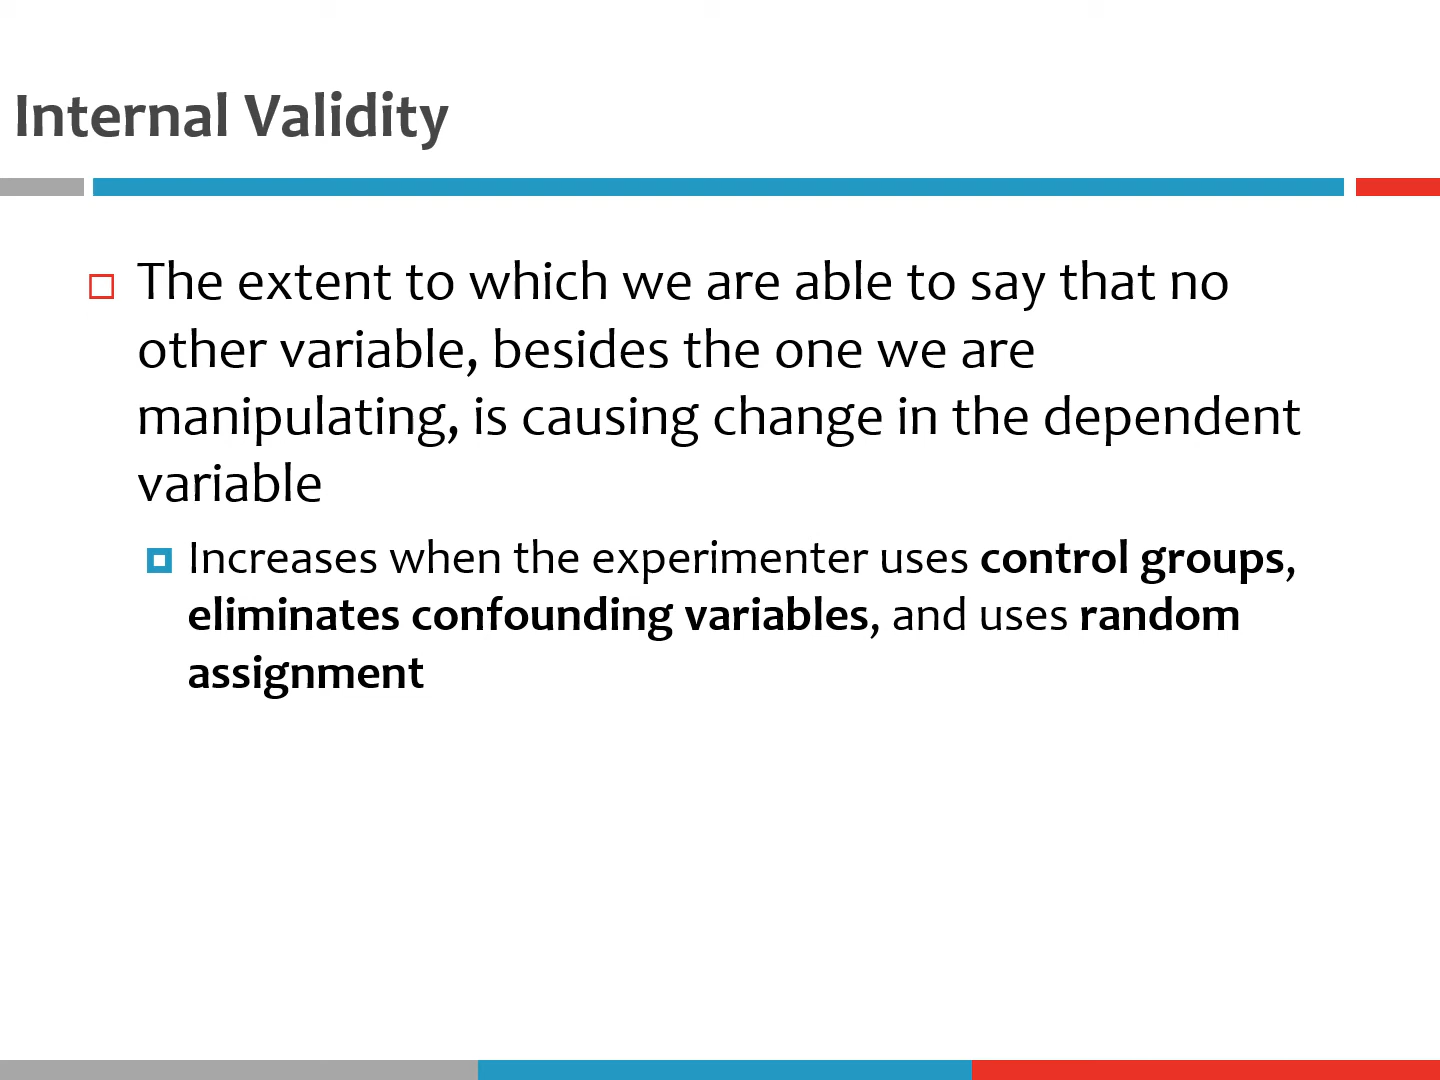 Internal Validity
The extent to which we are able to say that no
other variable, besides the one we are
manipulating, is causing change in the dependent
variable
Increases when the experimenter uses control groups,
eliminates confounding variables, and uses random
assignment